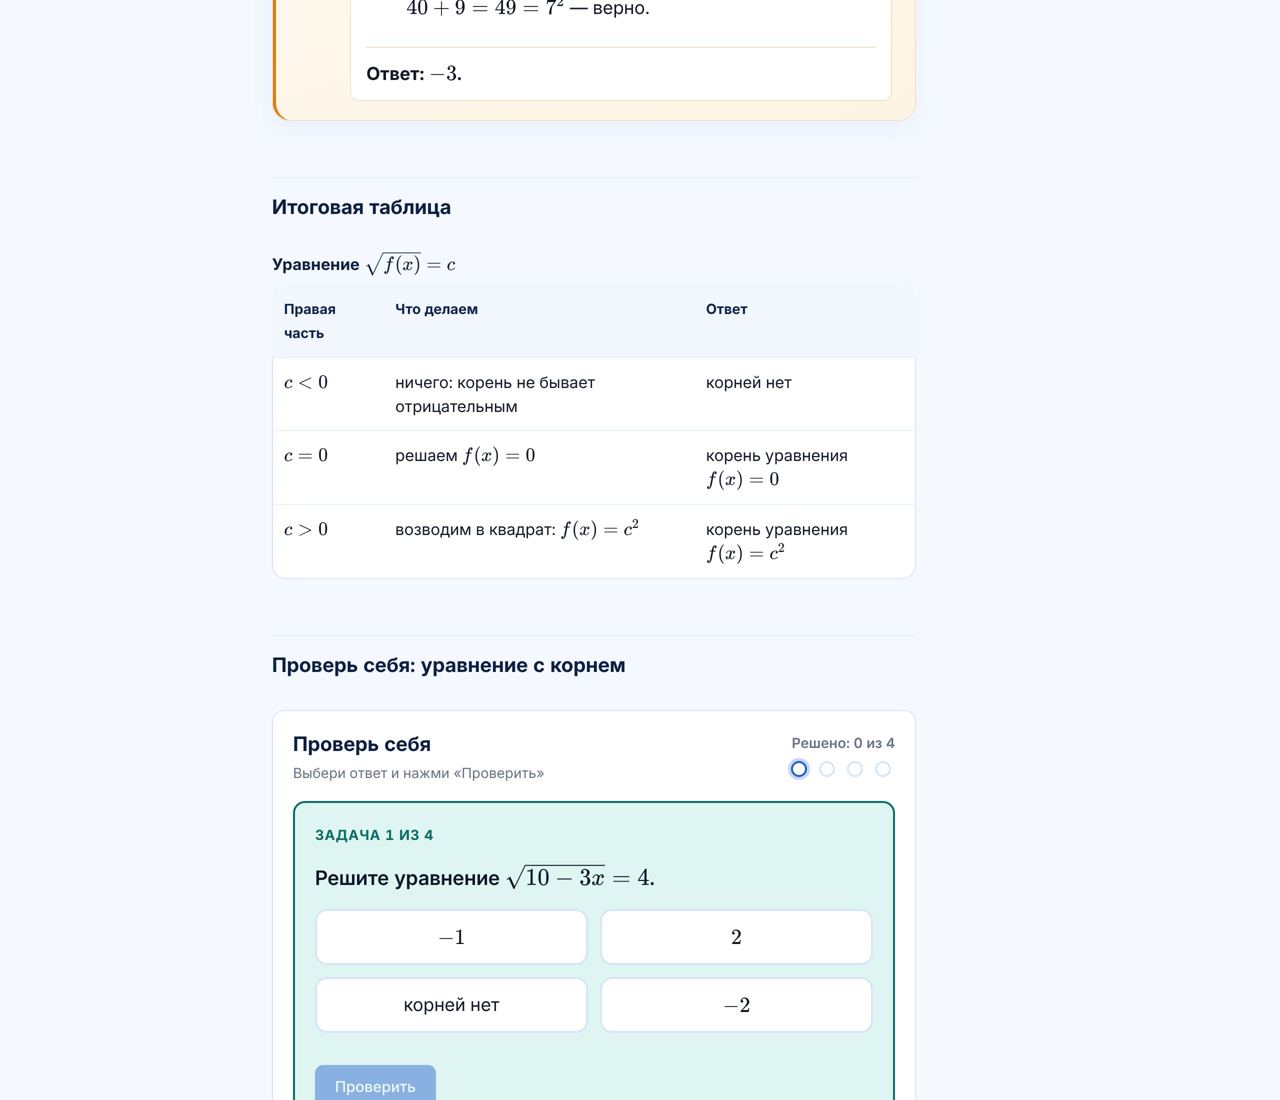 40 + 9 = 49 = 7² — верно.
Ответ: −3.
Итоговая таблица
Уравнение √f(x) = c
Правая часть
Что делаем
Ответ
c < 0
ничего: корень не бывает
отрицательным
корней нет
c = 0
решаем f(x) = 0
корень уравнения
f(x) = 0
c > 0
возводим в квадрат: f(x) = c²
корень уравнения
f(x) = c²
Проверь себя: уравнение с корнем
Проверь себя
Решено: 0 из 4
Выбери ответ и нажми «Проверить»
ЗАДАЧА 1 ИЗ 4
Решите уравнение √(10 − 3x) = 4.
−1
2
корней нет
−2
Проверить